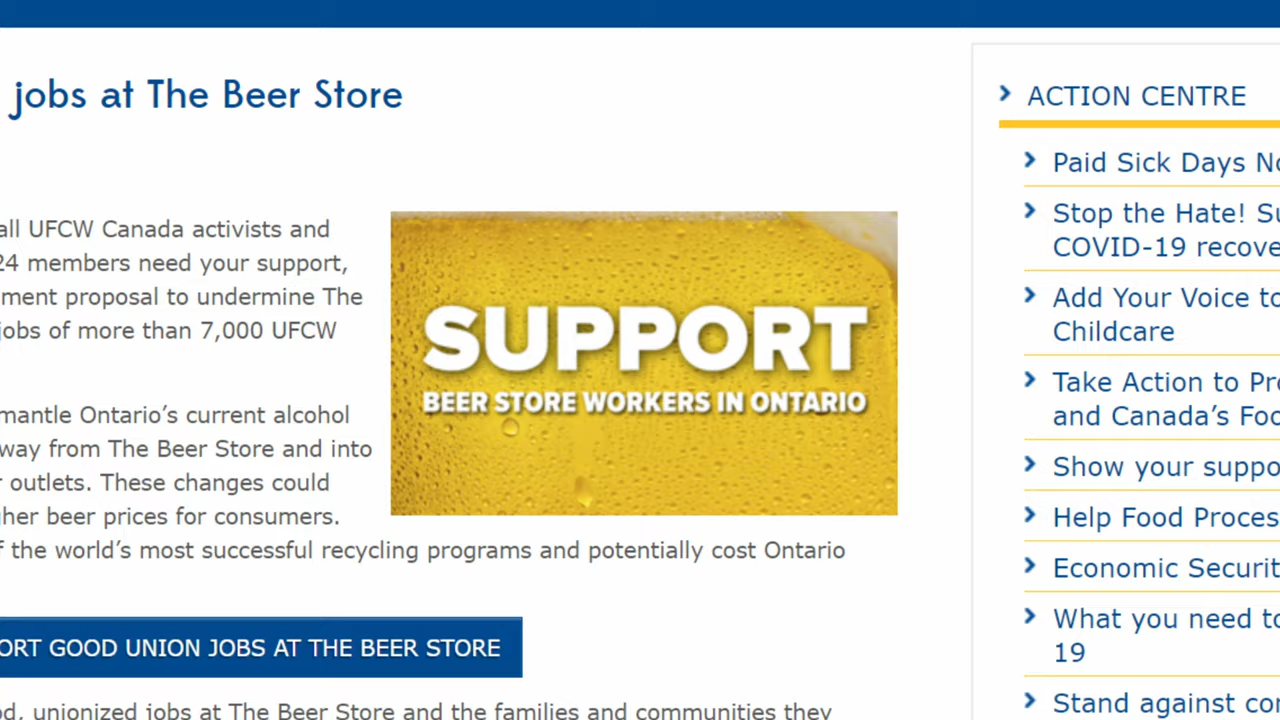 jobs at The Beer Store
all UFCW Canada activists and
24 members need your support,
ment proposal to undermine The
jobs of more than 7,000 UFCW
mantle Ontario's current alcohol
way from The Beer Store and into
outlets. These changes could
gher beer prices for consumers.
the world's most successful recycling programs and potentially cost Ontario
ORT GOOD UNION JOBS AT THE BEER STORE
od, unionized jobs at The Beer Store and the families and communities they
SUPPORT
BEER STORE WORKERS IN ONTARIO
ACTION CENTRE
Paid Sick Days No
Stop the Hate! Su
COVID-19 recove
Add Your Voice to
Childcare
Take Action to Pro
and Canada's Foo
Show your suppo
Help Food Proces
Economic Securit
What you need to
19
Stand against cor